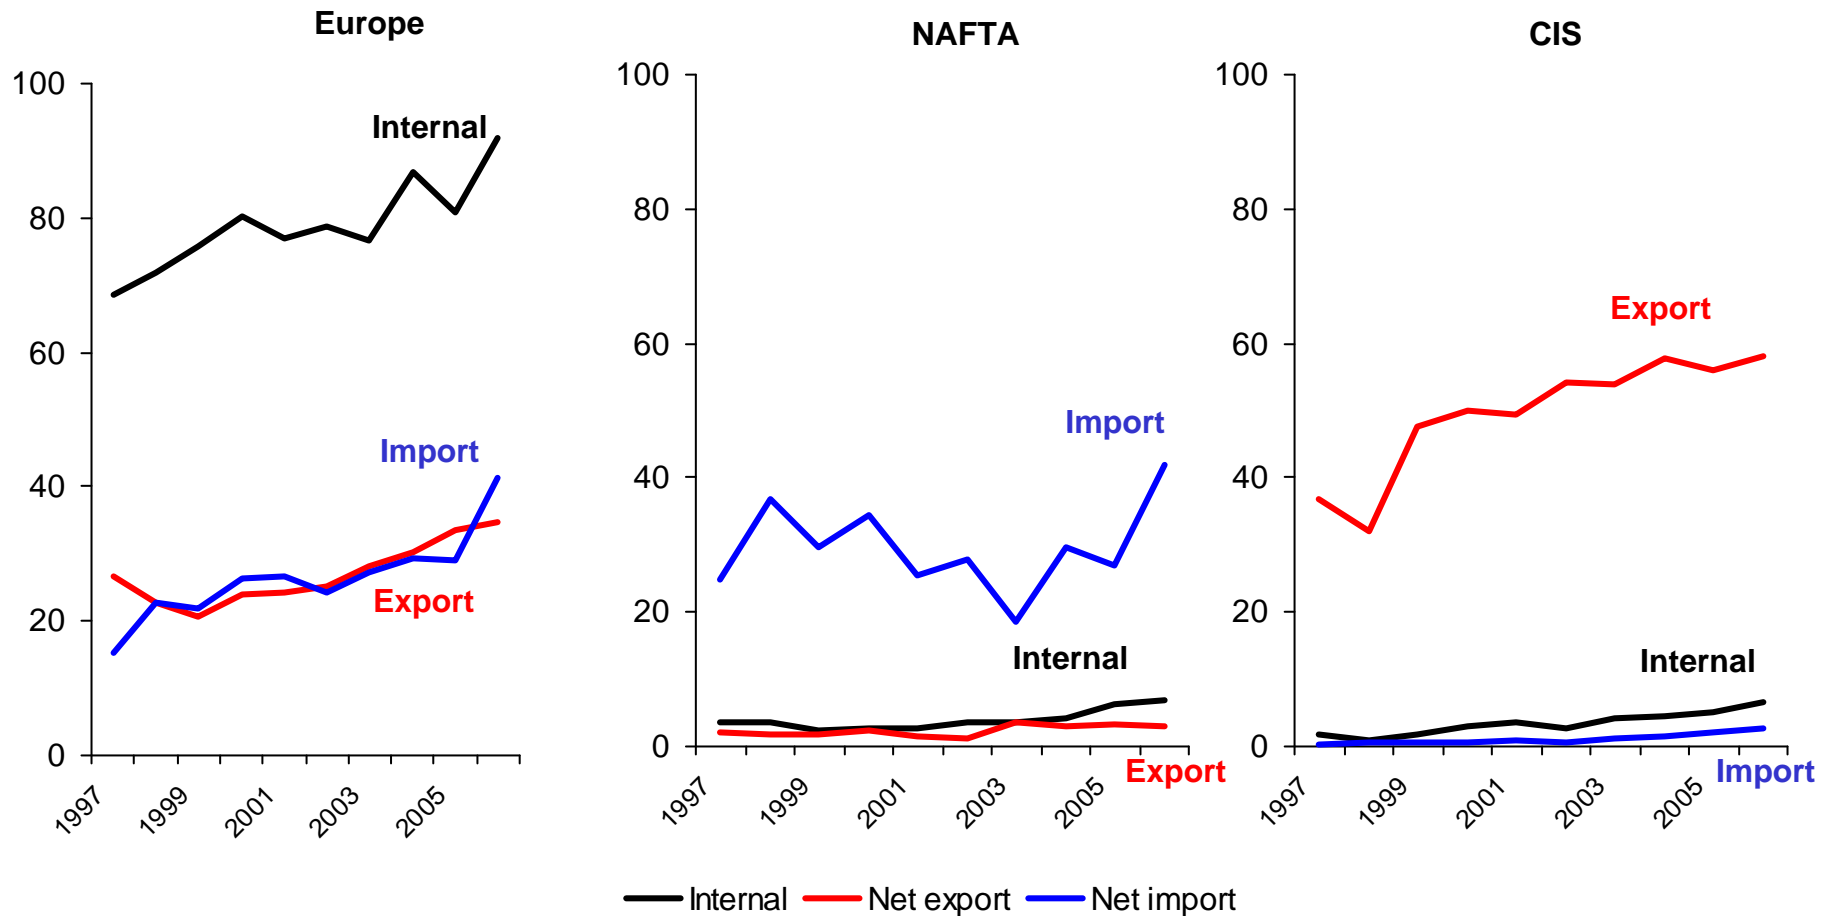 Europe
100
80
60
40
20
0
Internal
Import
Export
1997
1999
2001
2003
2005
NAFTA
100
80
60
40
20
0
Import
Internal
Export
1997
1999
2001
2003
2005
CIS
100
80
60
40
20
0
Export
Internal
Import
1997
1999
2001
2003
2005
Internal Net export Net import